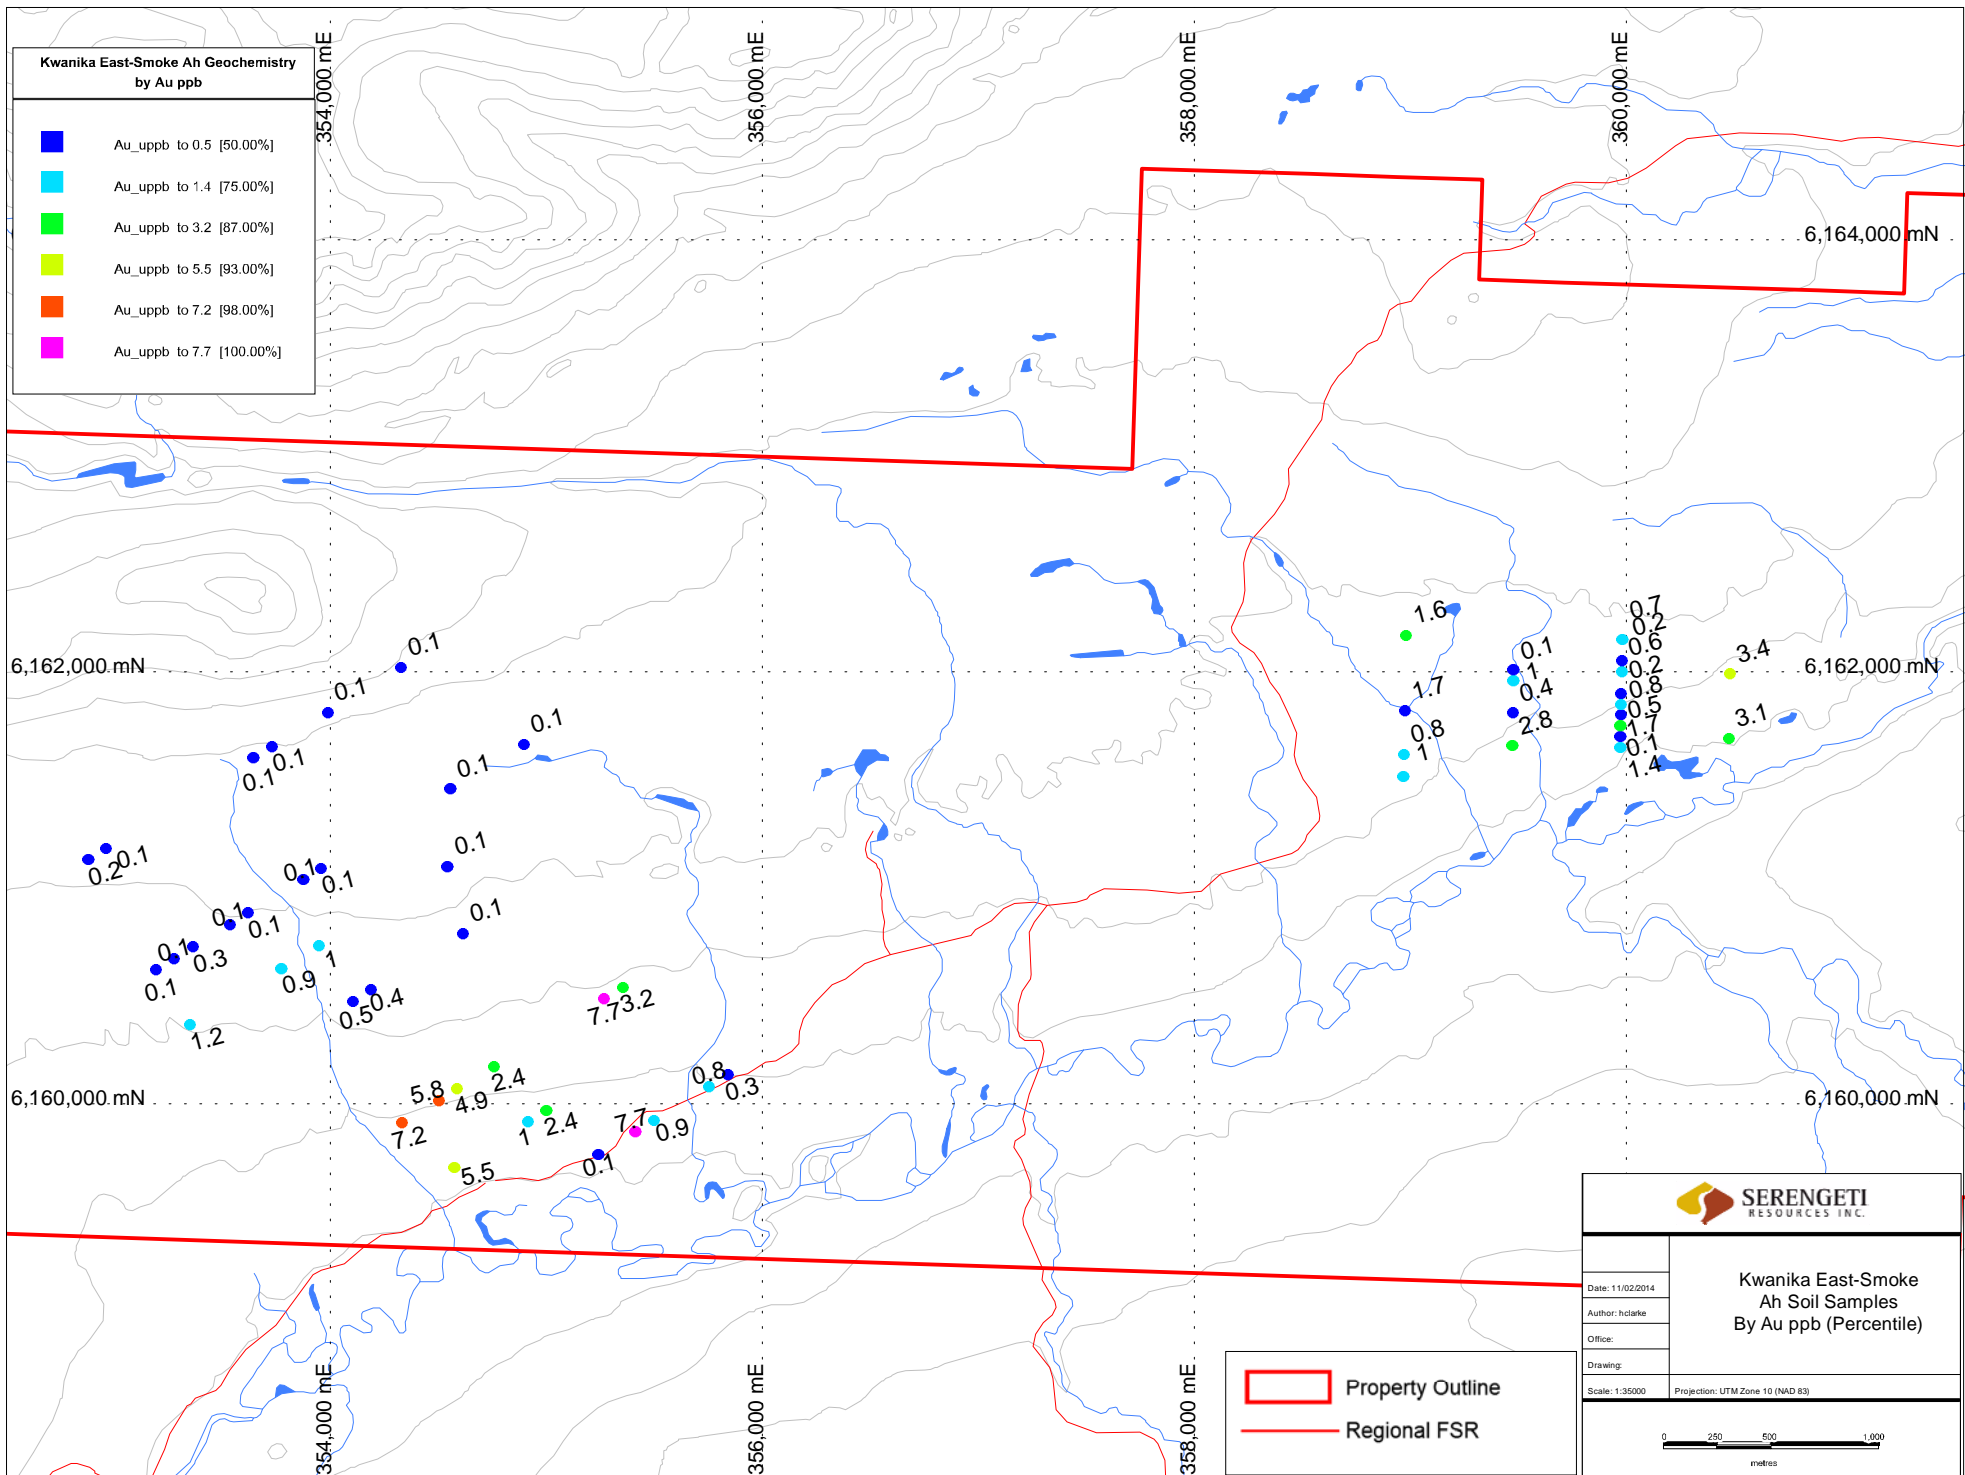 Kwanika East-Smoke Ah Geochemistry
by Au ppb
Au_uppb to 0.5 [50.00%]
Au_uppb to 1.4 [75.00%]
Au_uppb to 3.2 [87.00%]
Au_uppb to 5.5 [93.00%]
Au_uppb to 7.2 [98.00%]
Au_uppb to 7.7 [100.00%]
354,000 mE
356,000 mE
358,000 mE
360,000 mE
6,164,000 mN
1.6
0.7
0.2
0.6
0.1
0.1
1
0.2
3.4
6,162,000 mN
6,162,000 mN
0.1
1.7
0.4
0.8
0.5
0.1
0.8
2.8
1.7
3.1
0.1
0.1
1
0.1
1.4
0.1
0.1
0.1
0.2
0.1
0.1
0.1
0.1
0.1
0.1
0.3
0.1
1
0.9
0.5
0.4
7.7
3.2
1.2
2.4
0.8
0.3
5.8
4.9
6,160,000 mN
6,160,000 mN
7.2
1
2.4
7.7
0.9
0.1
5.5
SERENGETI
RESOURCES INC.
Date: 11/02/2014
Author: hclarke
Office:
Drawing:
Scale: 1:35000
Kwanika East-Smoke
Ah Soil Samples
By Au ppb (Percentile)
Projection: UTM Zone 10 (NAD 83)
0 250 500 1,000
metres
Property Outline
Regional FSR
354,000 mE
356,000 mE
358,000 mE